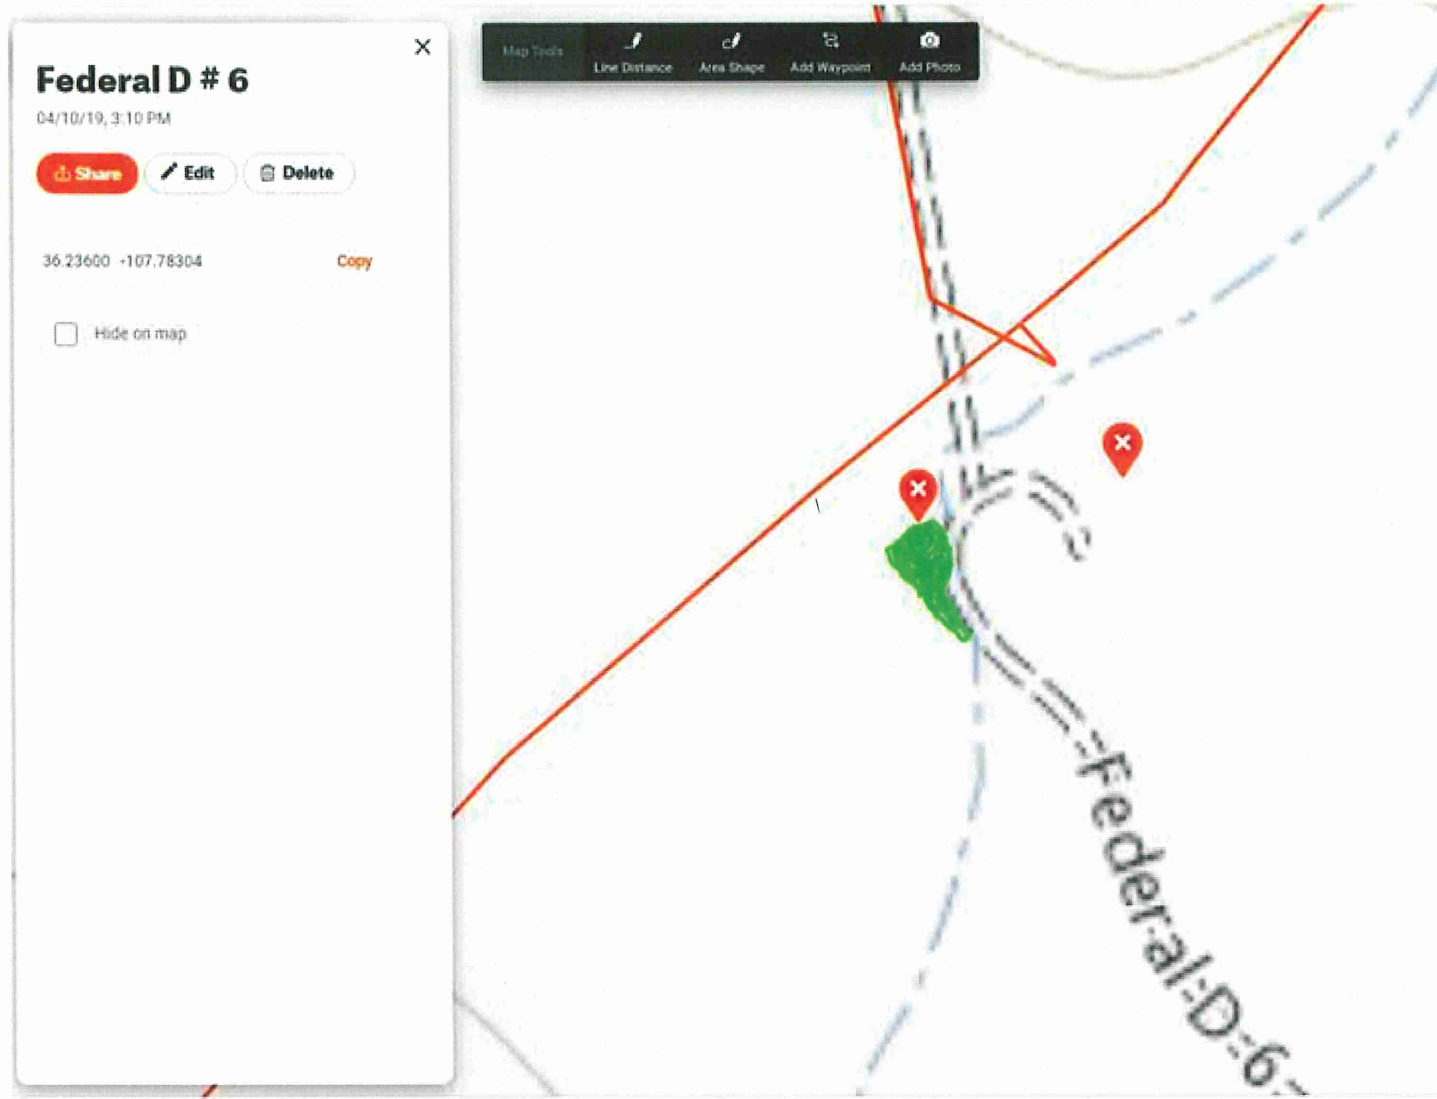 Federal D # 6
04/10/19, 3:10 PM
Share Edit Delete
36.23600 -107.78304 Copy
Hide on map
Map Tools
Line Distance Area Shape Add Waypoint Add Photo
Federal D 6